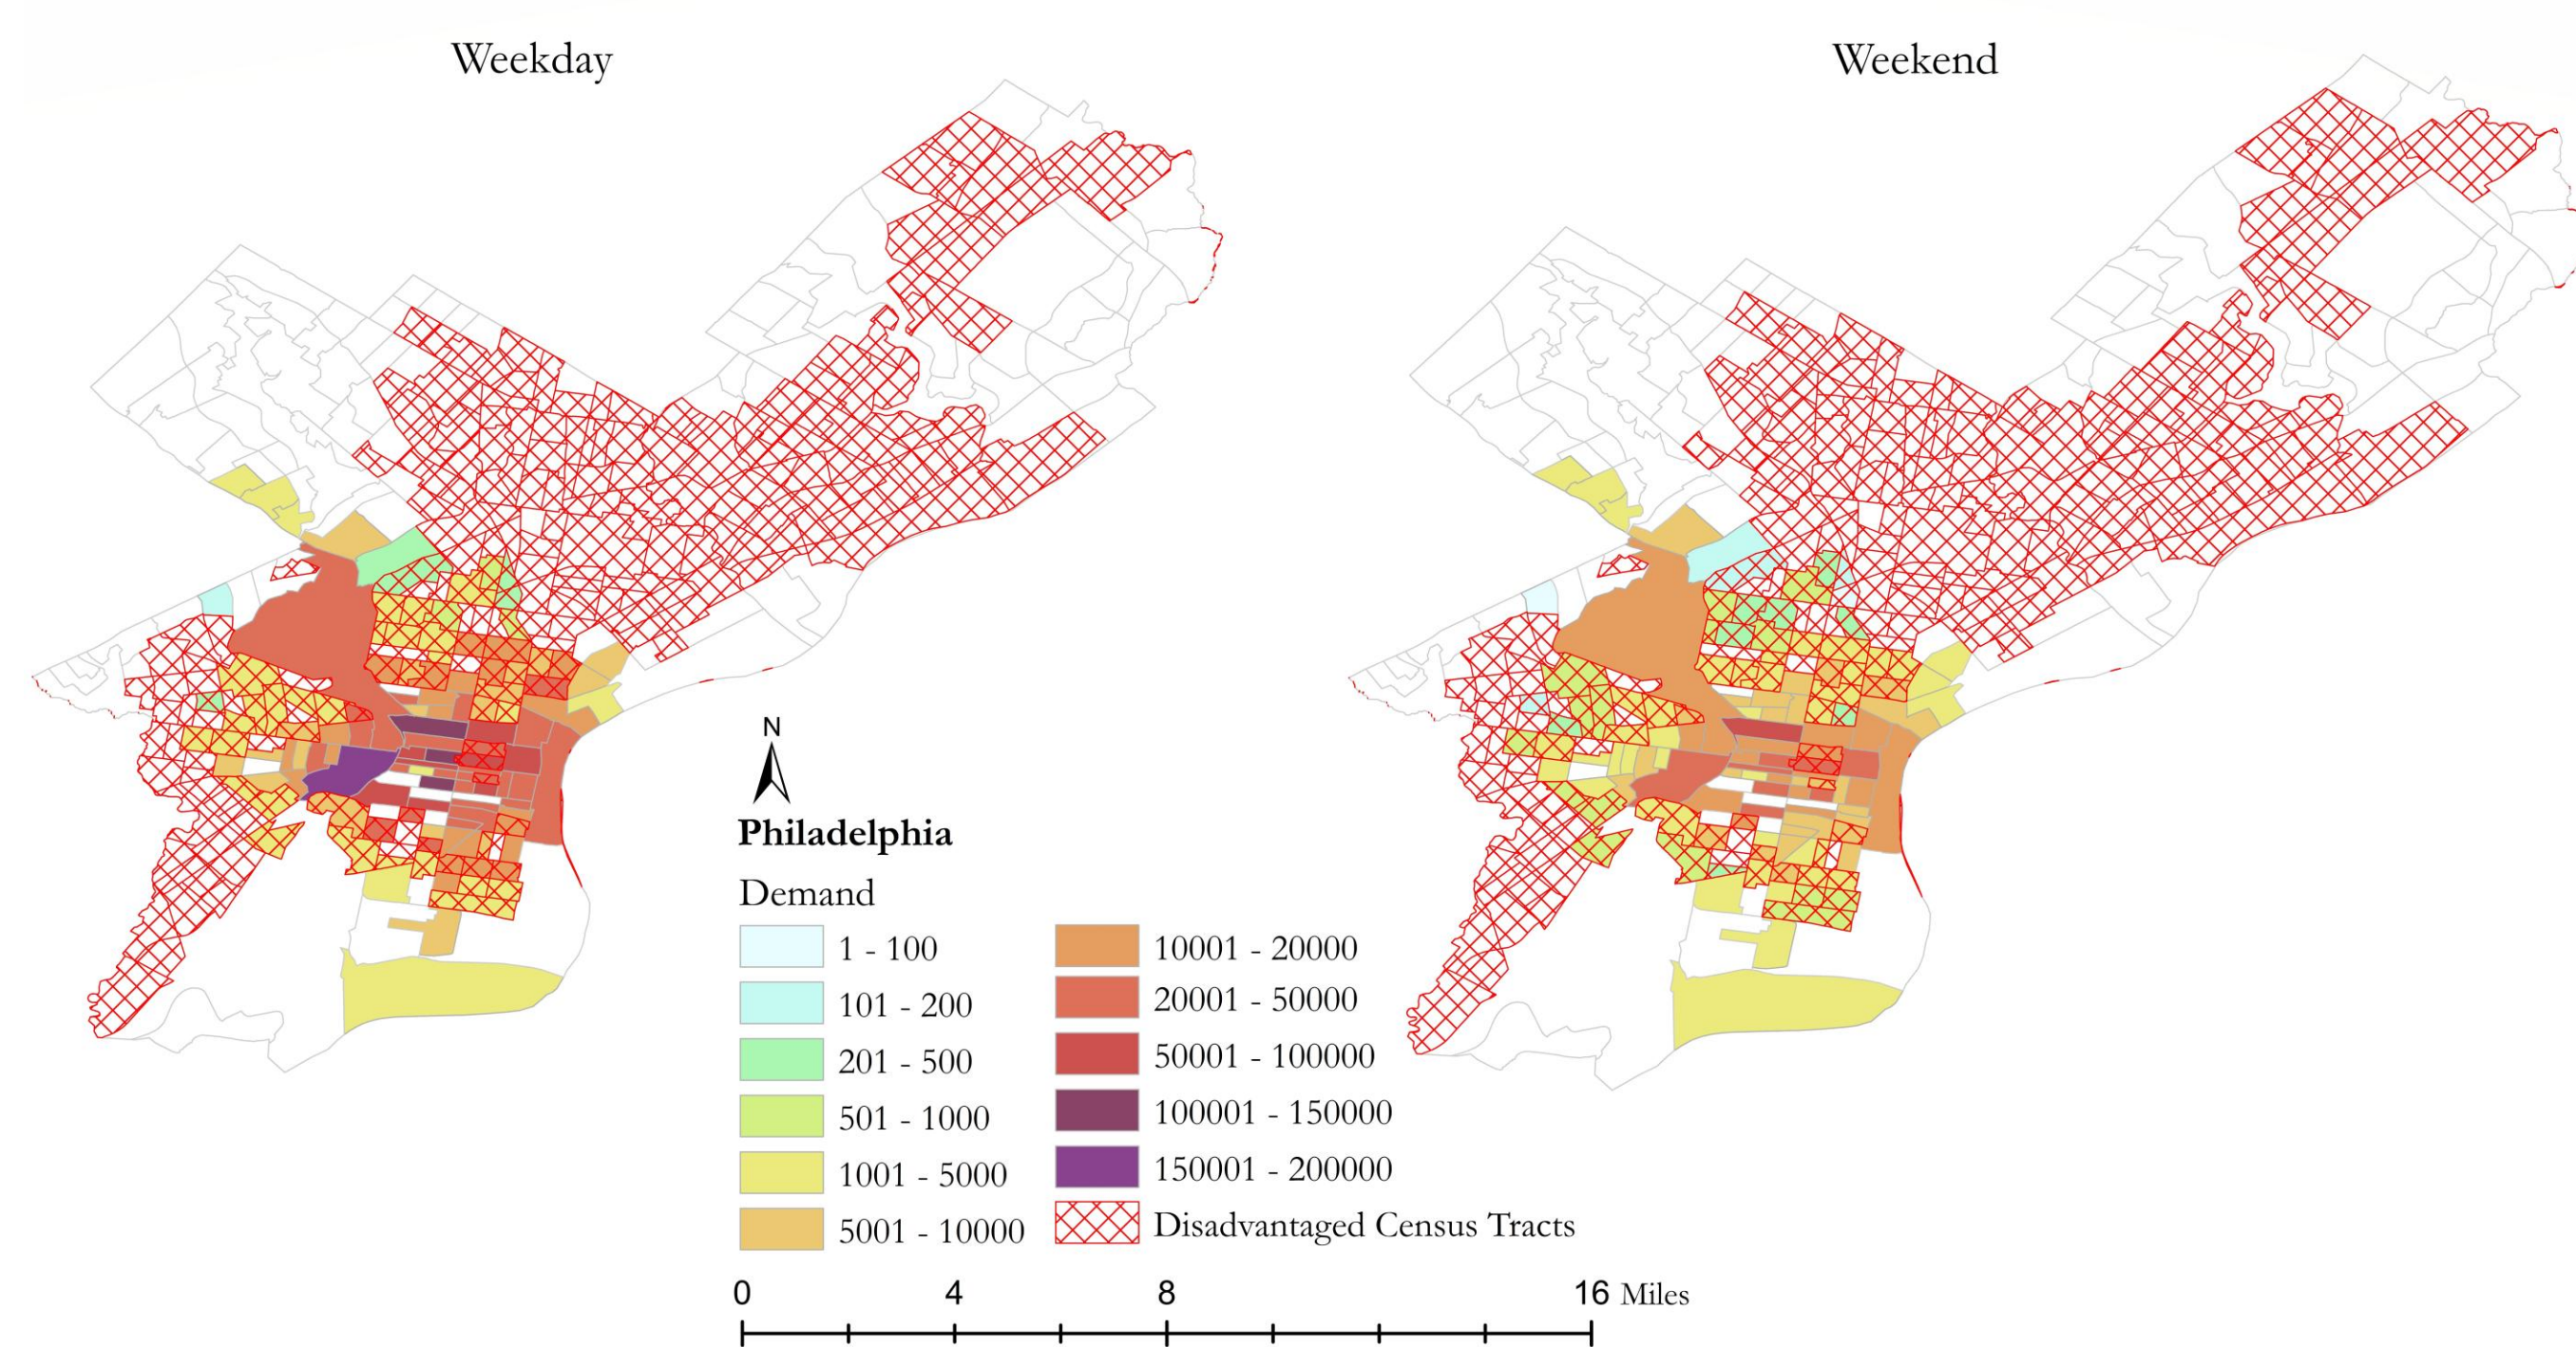 Weekday
Weekend
N
Philadelphia
Demand
1 - 100
101 - 200
201 - 500
501 - 1000
1001 - 5000
5001 - 10000
10001 - 20000
20001 - 50000
50001 - 100000
100001 - 150000
150001 - 200000
Disadvantaged Census Tracts
0 4 8 16 Miles